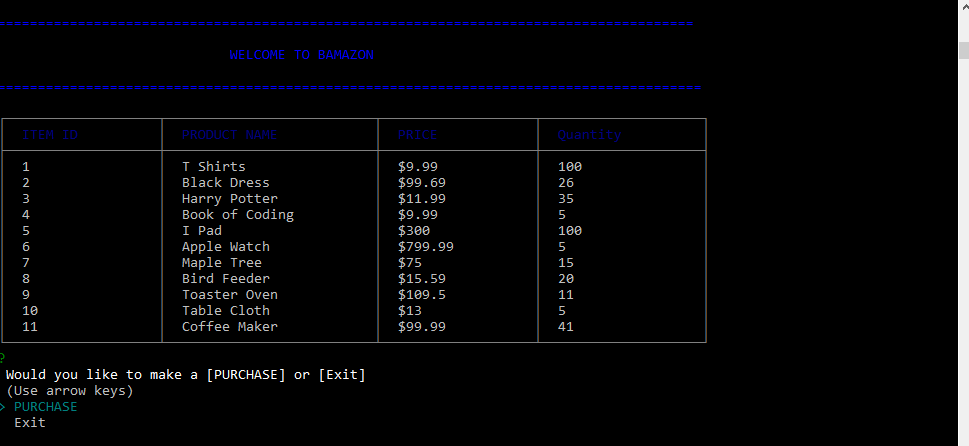 WELCOME TO BAMAZON
ITEM ID PRODUCT NAME PRICE Quantity
1 T Shirts $9.99 100
2 Black Dress $99.69 26
3 Harry Potter $11.99 35
4 Book of Coding $9.99 5
5 I Pad $300 100
6 Apple Watch $799.99 5
7 Maple Tree $75 15
8 Bird Feeder $15.59 20
9 Toaster Oven $109.5 11
10 Table Cloth $13 5
11 Coffee Maker $99.99 41
?
Would you like to make a [PURCHASE] or [Exit]
(Use arrow keys)
> PURCHASE
Exit